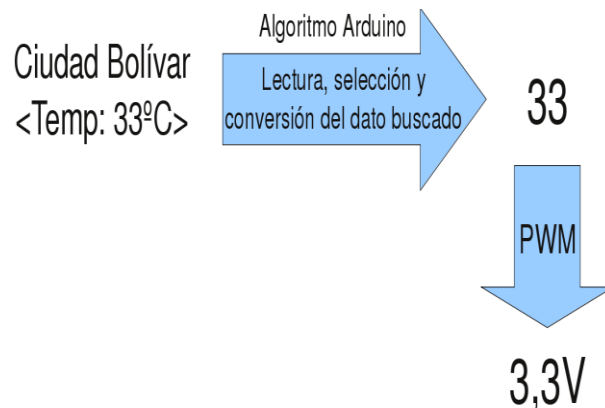 Ciudad Bolívar
<Temp: 33ºC>
Algoritmo Arduino
Lectura, selección y
conversión del dato buscado
33
PWM
3,3V